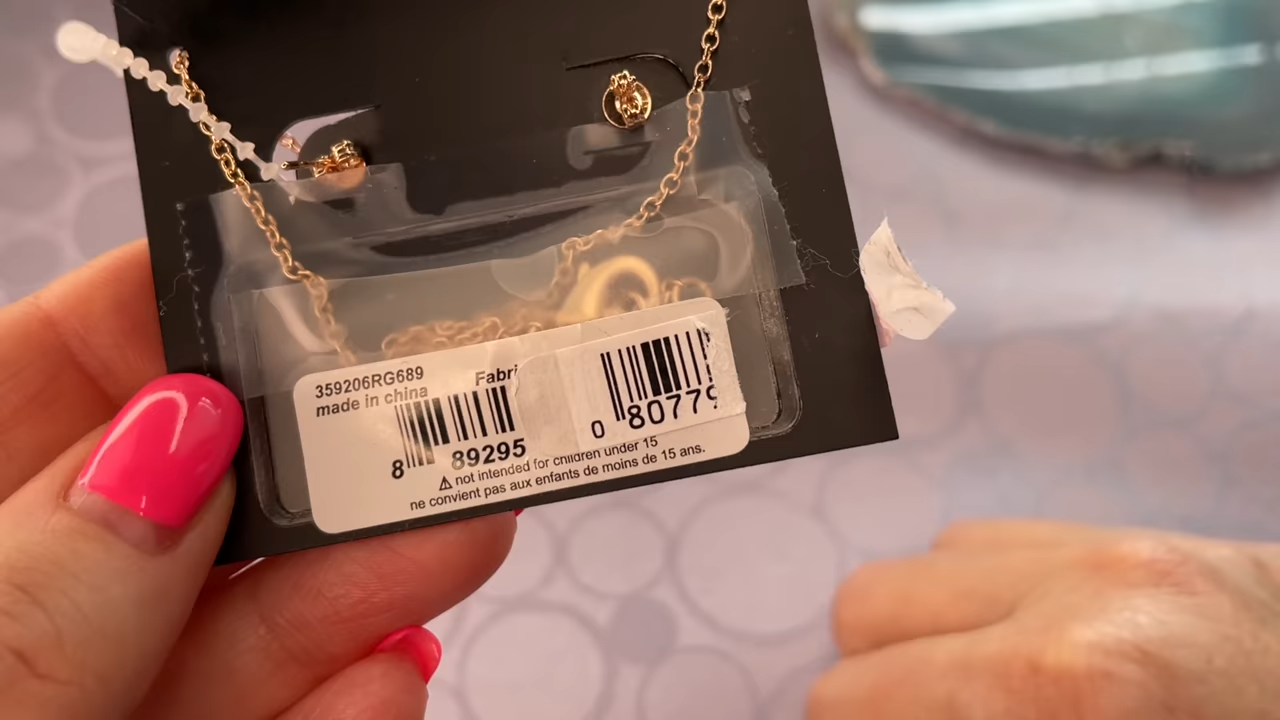 359206RG689
made in china
Fabri
8 89295
0 80779
⚠ not intended for children under 15
ne convient pas aux enfants de moins de 15 ans.